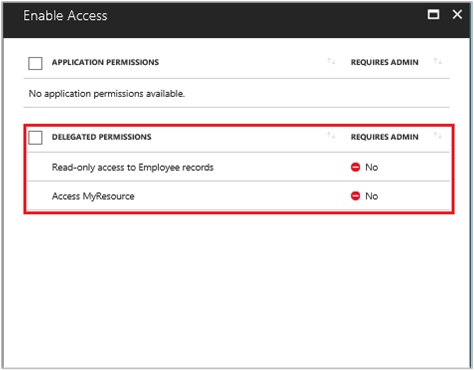 Enable Access
APPLICATION PERMISSIONS REQUIRES ADMIN
No application permissions available.
DELEGATED PERMISSIONS REQUIRES ADMIN
Read-only access to Employee records No
Access MyResource No